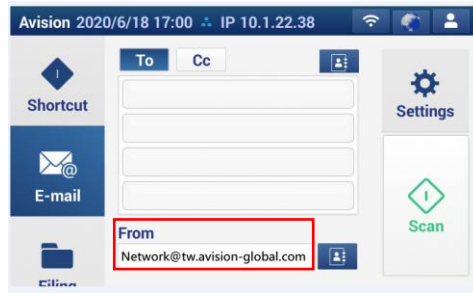 Avision 2020/6/18 17:00 IP 10.1.22.38
To Cc
Shortcut
Settings
E-mail
Scan
From
Network@tw.avision-global.com
Filing